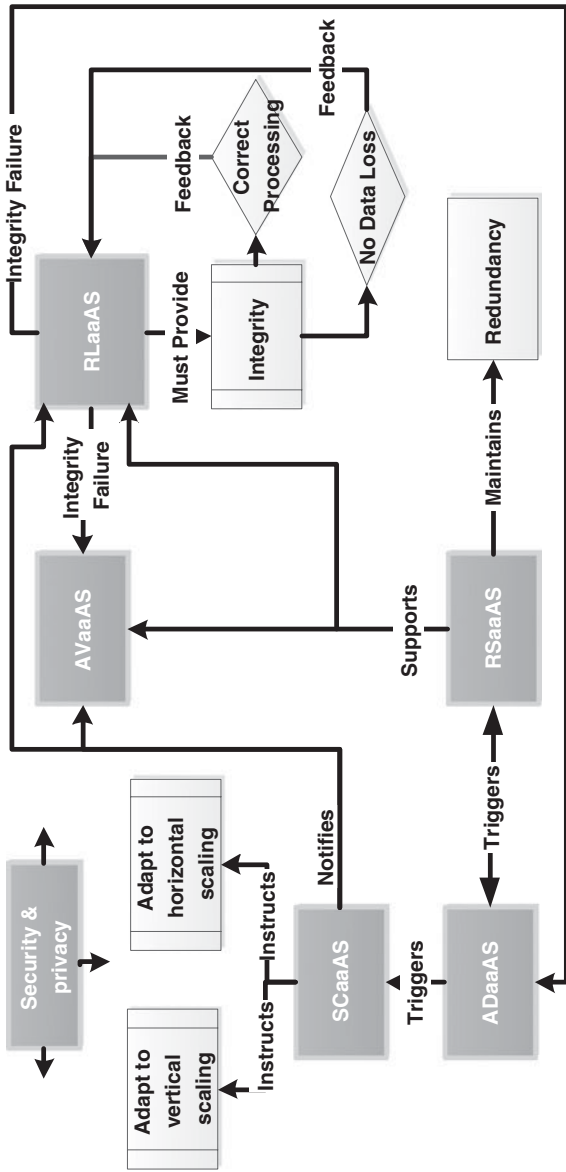 Security &
privacy
Adapt to
vertical
scaling
Adapt to
horizontal
scaling
Instructs
Instructs
SCaaAS
Notifies
Triggers
ADaaAS
Triggers
RSaaAS
Supports
Maintains
Redundancy
AVaaAS
Integrity
Failure
RLaaAS
Integrity Failure
Must Provide
Integrity
Correct
Processing
Feedback
No Data Loss
Feedback